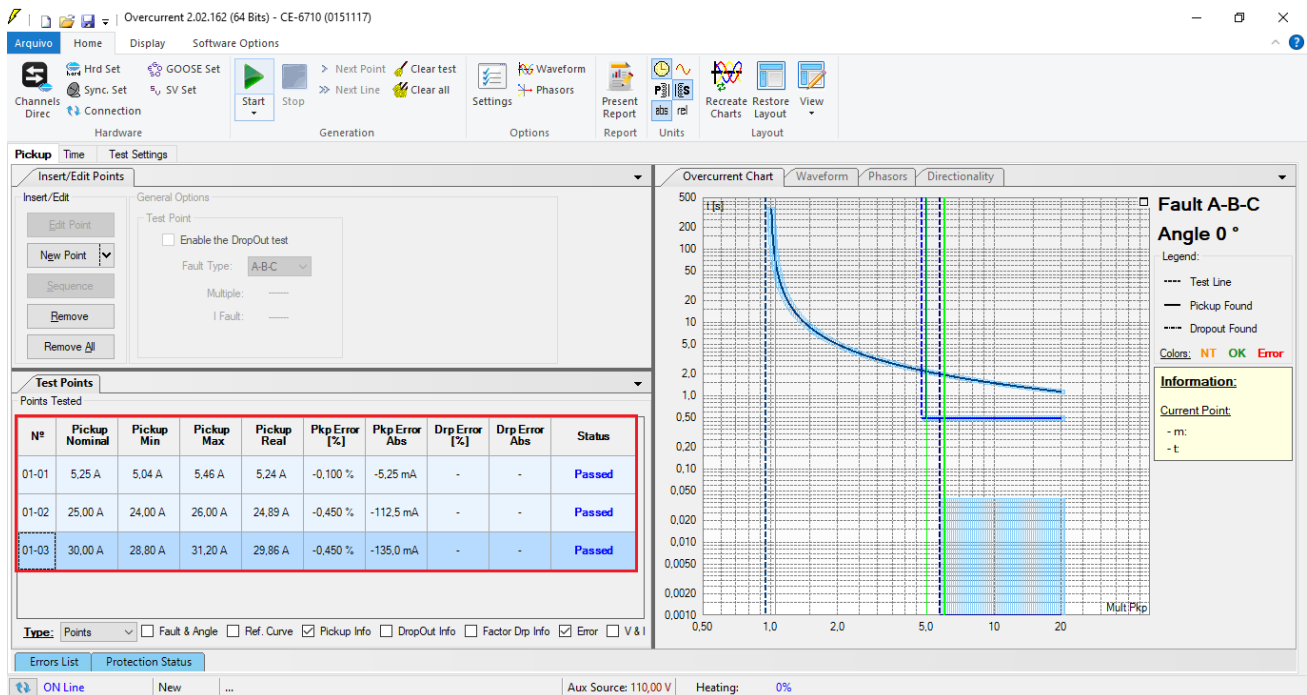 Overcurrent 2.02.162 (64 Bits) - CE-6710 (0151117)
Arquivo Home Display Software Options
Channels Direc
Hrd Set
Sync. Set
Connection
GOOSE Set
SV Set
Hardware
Start
Stop
Next Point
Next Line
Clear test
Clear all
Generation
Settings
Waveform
Phasors
Options
Present Report
Report
abs rel
Units
Recreate Charts
Restore Layout
View
Layout
Pickup Time Test Settings
Insert/Edit Points
Insert/Edit
Edit Point
New Point
Sequence
Remove
Remove All
General Options
Test Point
Enable the DropOut test
Fault Type: A-B-C
Multiple: ------
I Fault: ------
Test Points
Points Tested
Nº Pickup Nominal Pickup Min Pickup Max Pickup Real Pkp Error [%] Pkp Error Abs Drp Error [%] Drp Error Abs Status
01-01 5,25 A 5,04 A 5,46 A 5,24 A -0,100 % -5,25 mA - - Passed
01-02 25,00 A 24,00 A 26,00 A 24,89 A -0,450 % -112,5 mA - - Passed
01-03 30,00 A 28,80 A 31,20 A 29,86 A -0,450 % -135,0 mA - - Passed
Type: Points Fault & Angle Ref. Curve Pickup Info DropOut Info Factor Drp Info Error V & I
Overcurrent Chart Waveform Phasors Directionality
t [s]
500
200
100
50
20
10
5,0
2,0
1,0
0,50
0,20
0,10
0,050
0,020
0,010
0,0050
0,0020
0,0010
0,50 1,0 2,0 5,0 10 20
Mult Pkp
Fault A-B-C
Angle 0 °
Legend:
Test Line
Pickup Found
Dropout Found
Colors: NT OK Error
Information:
Current Point:
- m:
- t:
Errors List Protection Status
ON Line New ... Aux Source: 110,00 V Heating: 0%